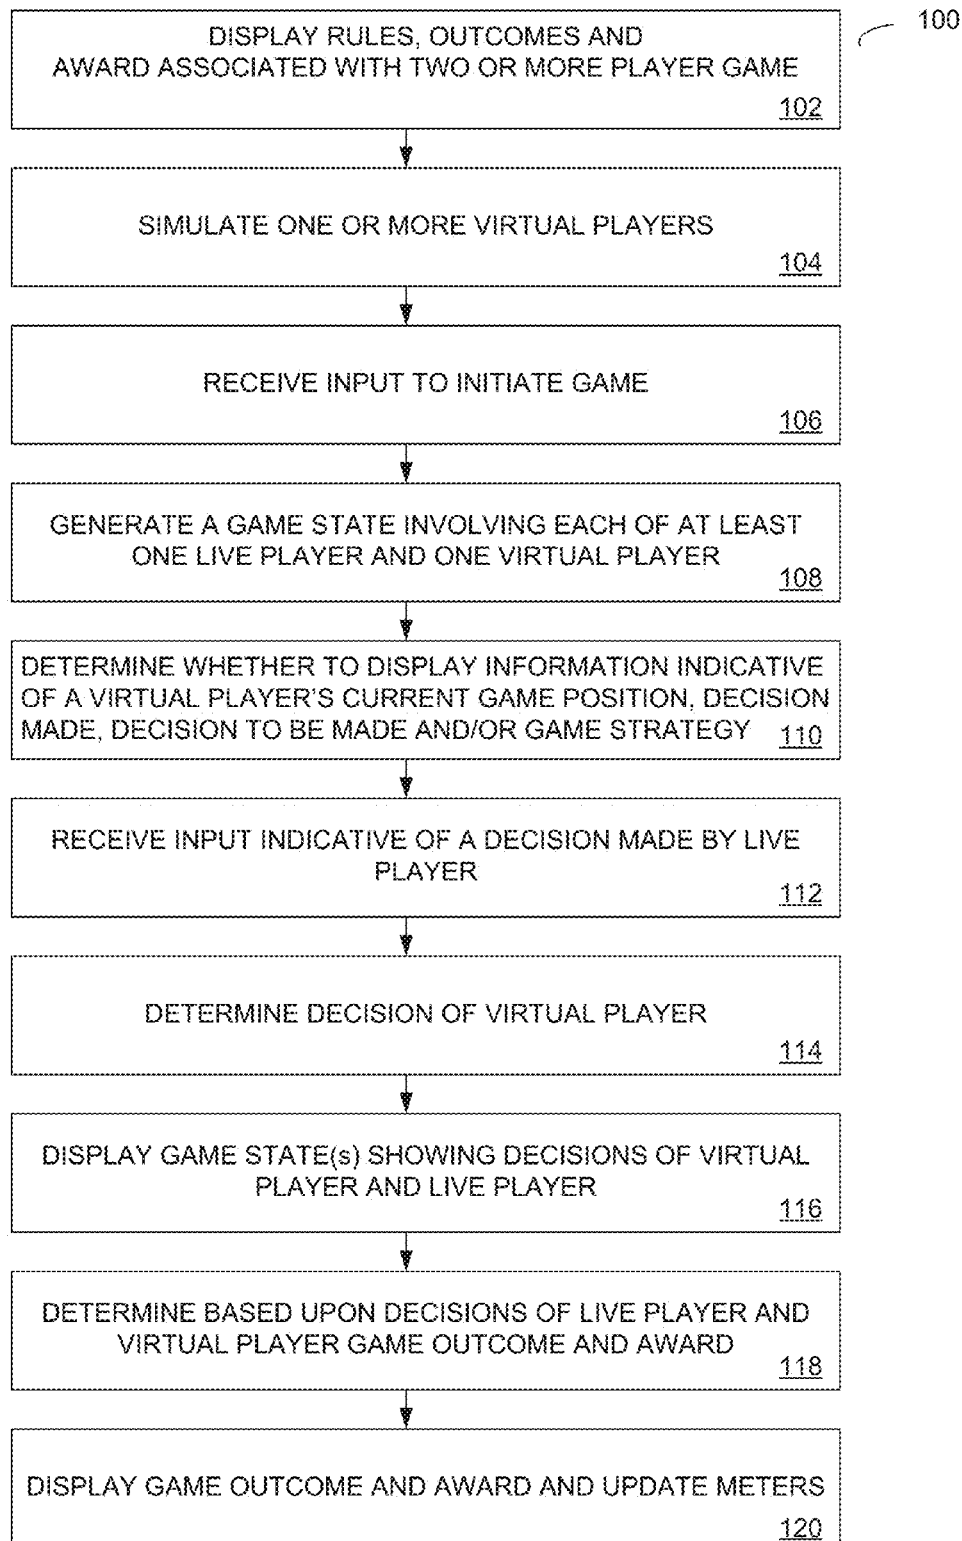 100
DISPLAY RULES, OUTCOMES AND
AWARD ASSOCIATED WITH TWO OR MORE PLAYER GAME
102
SIMULATE ONE OR MORE VIRTUAL PLAYERS
104
RECEIVE INPUT TO INITIATE GAME
106
GENERATE A GAME STATE INVOLVING EACH OF AT LEAST
ONE LIVE PLAYER AND ONE VIRTUAL PLAYER
108
DETERMINE WHETHER TO DISPLAY INFORMATION INDICATIVE
OF A VIRTUAL PLAYER'S CURRENT GAME POSITION, DECISION
MADE, DECISION TO BE MADE AND/OR GAME STRATEGY
110
RECEIVE INPUT INDICATIVE OF A DECISION MADE BY LIVE
PLAYER
112
DETERMINE DECISION OF VIRTUAL PLAYER
114
DISPLAY GAME STATE(s) SHOWING DECISIONS OF VIRTUAL
PLAYER AND LIVE PLAYER
116
DETERMINE BASED UPON DECISIONS OF LIVE PLAYER AND
VIRTUAL PLAYER GAME OUTCOME AND AWARD
118
DISPLAY GAME OUTCOME AND AWARD AND UPDATE METERS
120